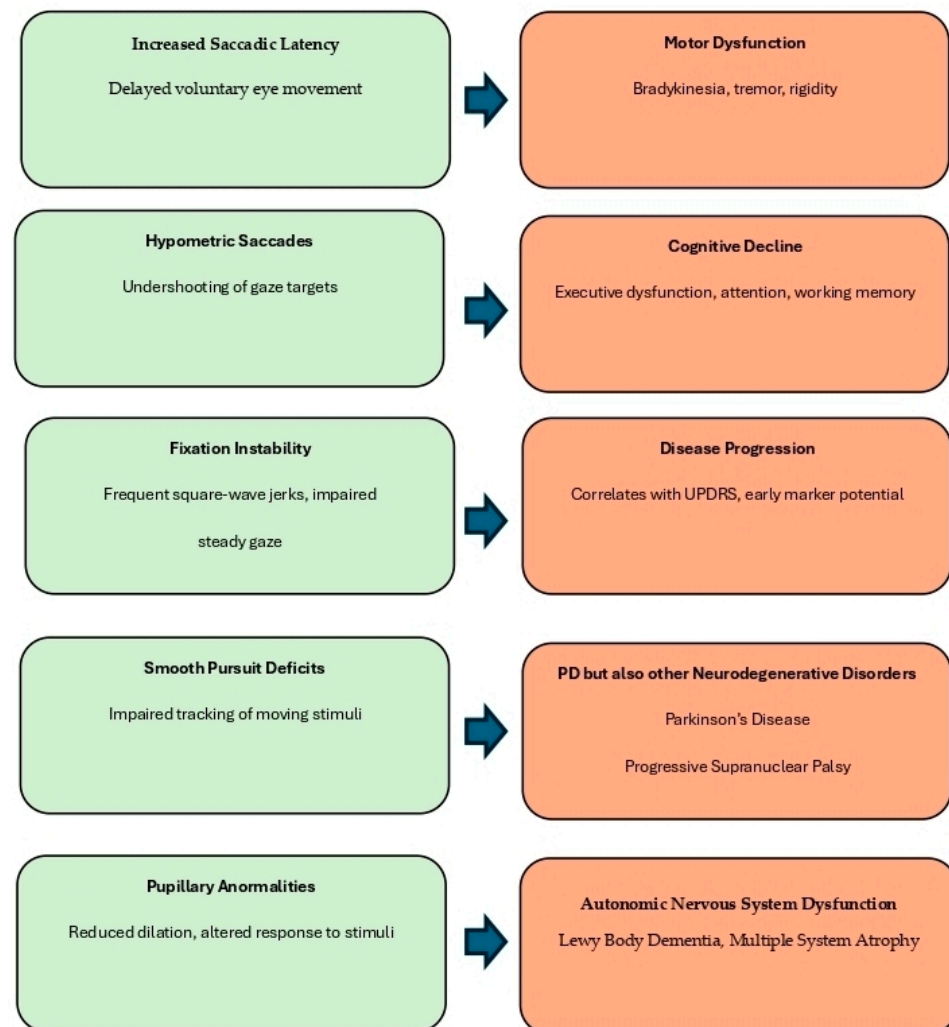 Increased Saccadic Latency
Delayed voluntary eye movement
Motor Dysfunction
Bradykinesia, tremor, rigidity
Hypometric Saccades
Undershooting of gaze targets
Cognitive Decline
Executive dysfunction, attention, working memory
Fixation Instability
Frequent square-wave jerks, impaired
steady gaze
Disease Progression
Correlates with UPDRS, early marker potential
Smooth Pursuit Deficits
Impaired tracking of moving stimuli
PD but also other Neurodegenerative Disorders
Parkinson's Disease
Progressive Supranuclear Palsy
Pupillary Anormalities
Reduced dilation, altered response to stimuli
Autonomic Nervous System Dysfunction
Lewy Body Dementia, Multiple System Atrophy